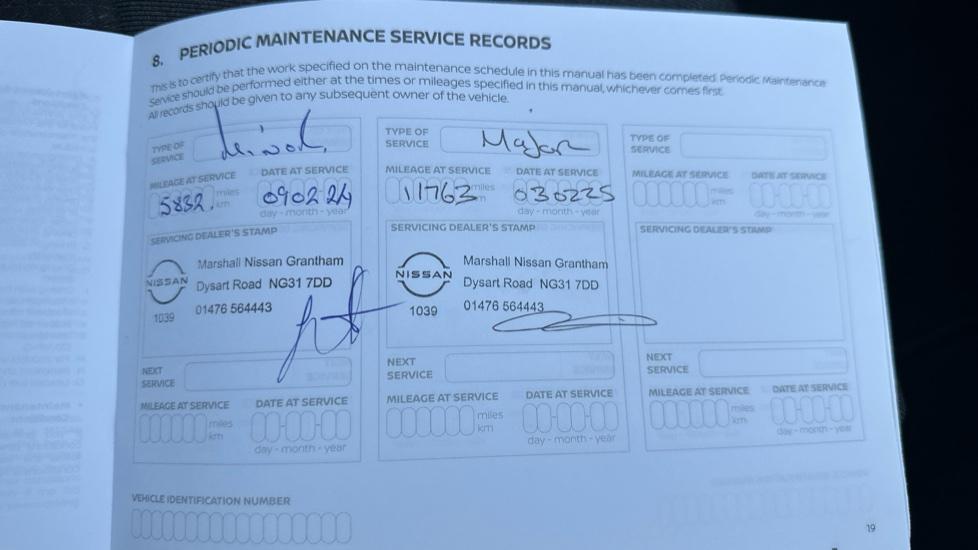 8. PERIODIC MAINTENANCE SERVICE RECORDS
This is to certify that the work specified on the maintenance schedule in this manual has been completed. Periodic Maintenance
Service should be performed either at the times or mileages specified in this manual, whichever comes first.
All records should be given to any subsequent owner of the vehicle.
TYPE OF
SERVICE
MILEAGE AT SERVICE
DATE AT SERVICE
5832
miles
km
090224
day - month - year
SERVICING DEALER'S STAMP
NISSAN
1039
Marshall Nissan Grantham
Dysart Road NG31 7DD
01476 564443
NEXT
SERVICE
MILEAGE AT SERVICE
DATE AT SERVICE
miles
km
day - month - year
TYPE OF
SERVICE
Major
MILEAGE AT SERVICE
DATE AT SERVICE
11763
miles
030225
day - month - year
SERVICING DEALER'S STAMP
NISSAN
1039
Marshall Nissan Grantham
Dysart Road NG31 7DD
01476 564443
NEXT
SERVICE
MILEAGE AT SERVICE
DATE AT SERVICE
miles
km
day - month - year
TYPE OF
SERVICE
MILEAGE AT SERVICE
DATE AT SERVICE
miles
km
day - month - year
SERVICING DEALER'S STAMP
NEXT
SERVICE
MILEAGE AT SERVICE
DATE AT SERVICE
miles
km
day - month - year
VEHICLE IDENTIFICATION NUMBER
19